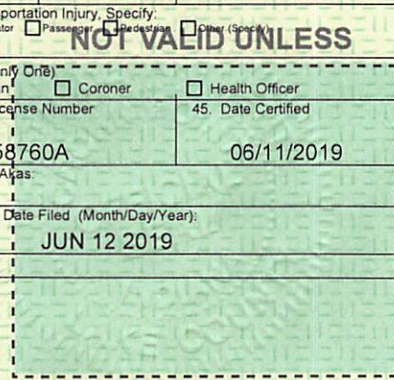 portation Injury, Specify:
ator ☐ Passenger ☐ Pedestrian ☐ Other (Specify)
NOT VALID UNLESS
nly One)
n ☐ Coroner ☐ Health Officer
cense Number 45. Date Certified
58760A 06/11/2019
Akas:
Date Filed (Month/Day/Year):
JUN 12 2019